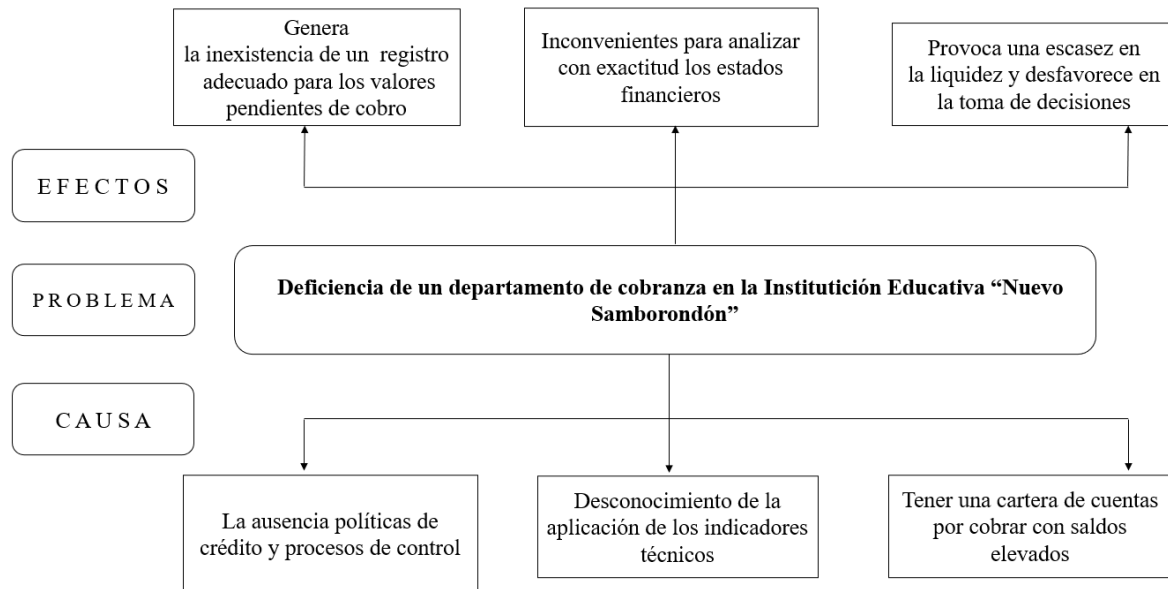 Genera
la inexistencia de un registro
adecuado para los valores
pendientes de cobro
Inconvenientes para analizar
con exactitud los estados
financieros
Provoca una escasez en
la liquidez y desfavorece en
la toma de decisiones
EFECTOS
PROBLEMA
Deficiencia de un departamento de cobranza en la Institutición Educativa “Nuevo
Samborondón”
CAUSA
La ausencia políticas de
crédito y procesos de control
Desconocimiento de la
aplicación de los indicadores
técnicos
Tener una cartera de cuentas
por cobrar con saldos
elevados